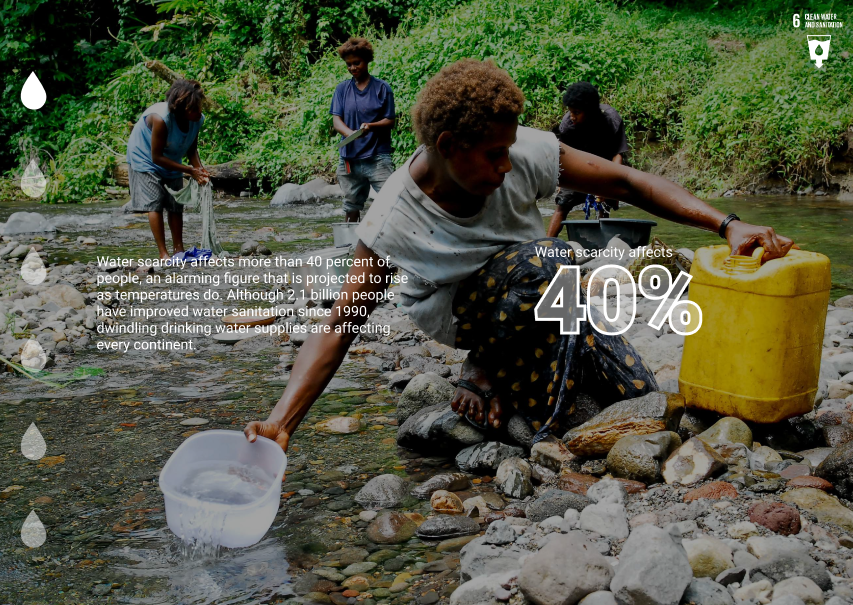 6 CLEAN WATER
AND SANITATION
Water scarcity affects more than 40 percent of
people, an alarming figure that is projected to rise
as temperatures do. Although 2.1 billion people
have improved water sanitation since 1990,
dwindling drinking water supplies are affecting
every continent.
Water scarcity affects
40%